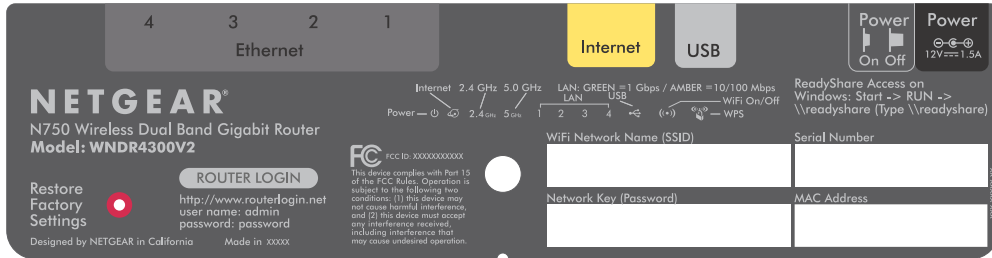 4 3 2 1
Ethernet
Internet
USB
Power
On Off
Power
12V 1.5A
NETGEAR®
N750 Wireless Dual Band Gigabit Router
Model: WNDR4300V2
Internet 2.4 GHz 5.0 GHz LAN: GREEN =1 Gbps / AMBER =10/100 Mbps
LAN USB WiFi On/Off
Power 2.4 GHz 5 GHz 1 2 3 4 WPS
ReadyShare Access on
Windows: Start -> RUN ->
\\readyshare (Type \\readyshare)
WiFi Network Name (SSID)
Serial Number
Network Key (Password)
MAC Address
Restore
Factory
Settings
ROUTER LOGIN
http://www.routerlogin.net
user name: admin
password: password
Designed by NETGEAR in California Made in XXXXX
FC FCC ID: XXXXXXXXXXX
This device complies with Part 15
of the FCC Rules. Operation is
subject to the following two
conditions: (1) this device may
not cause harmful interference,
and (2) this device must accept
any interference received,
including interference that
may cause undesired operation.